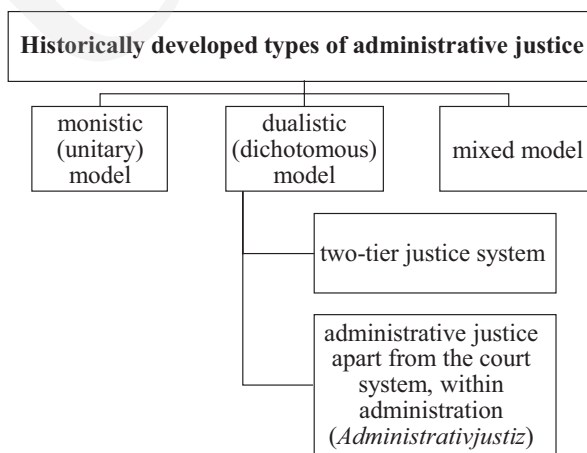 Historically developed types of administrative justice
monistic
(unitary)
model
dualistic
(dichotomous)
model
mixed model
two-tier justice system
administrative justice
apart from the court
system, within
administration
(Administrativjustiz)